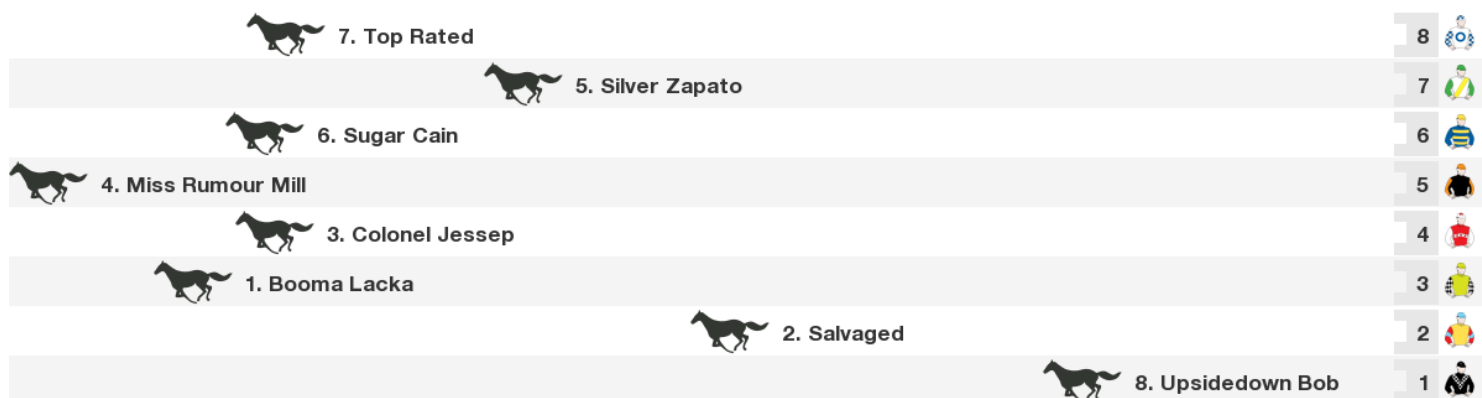 7. Top Rated 8
5. Silver Zapato 7
6. Sugar Cain 6
4. Miss Rumour Mill 5
3. Colonel Jessep 4
1. Booma Lacka 3
2. Salvaged 2
8. Upsidedown Bob 1